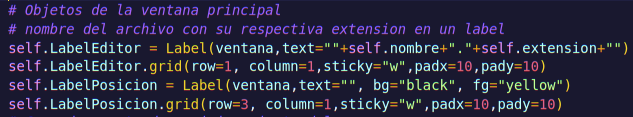 # Objetos de la ventana principal
# nombre del archivo con su respectiva extension en un label
self.LabelEditor = Label(ventana,text=""+self.nombre+"."+self.extension+"")
self.LabelEditor.grid(row=1, column=1,sticky="w",padx=10,pady=10)
self.LabelPosicion = Label(ventana,text="", bg="black", fg="yellow")
self.LabelPosicion.grid(row=3, column=1,sticky="w",padx=10,pady=10)